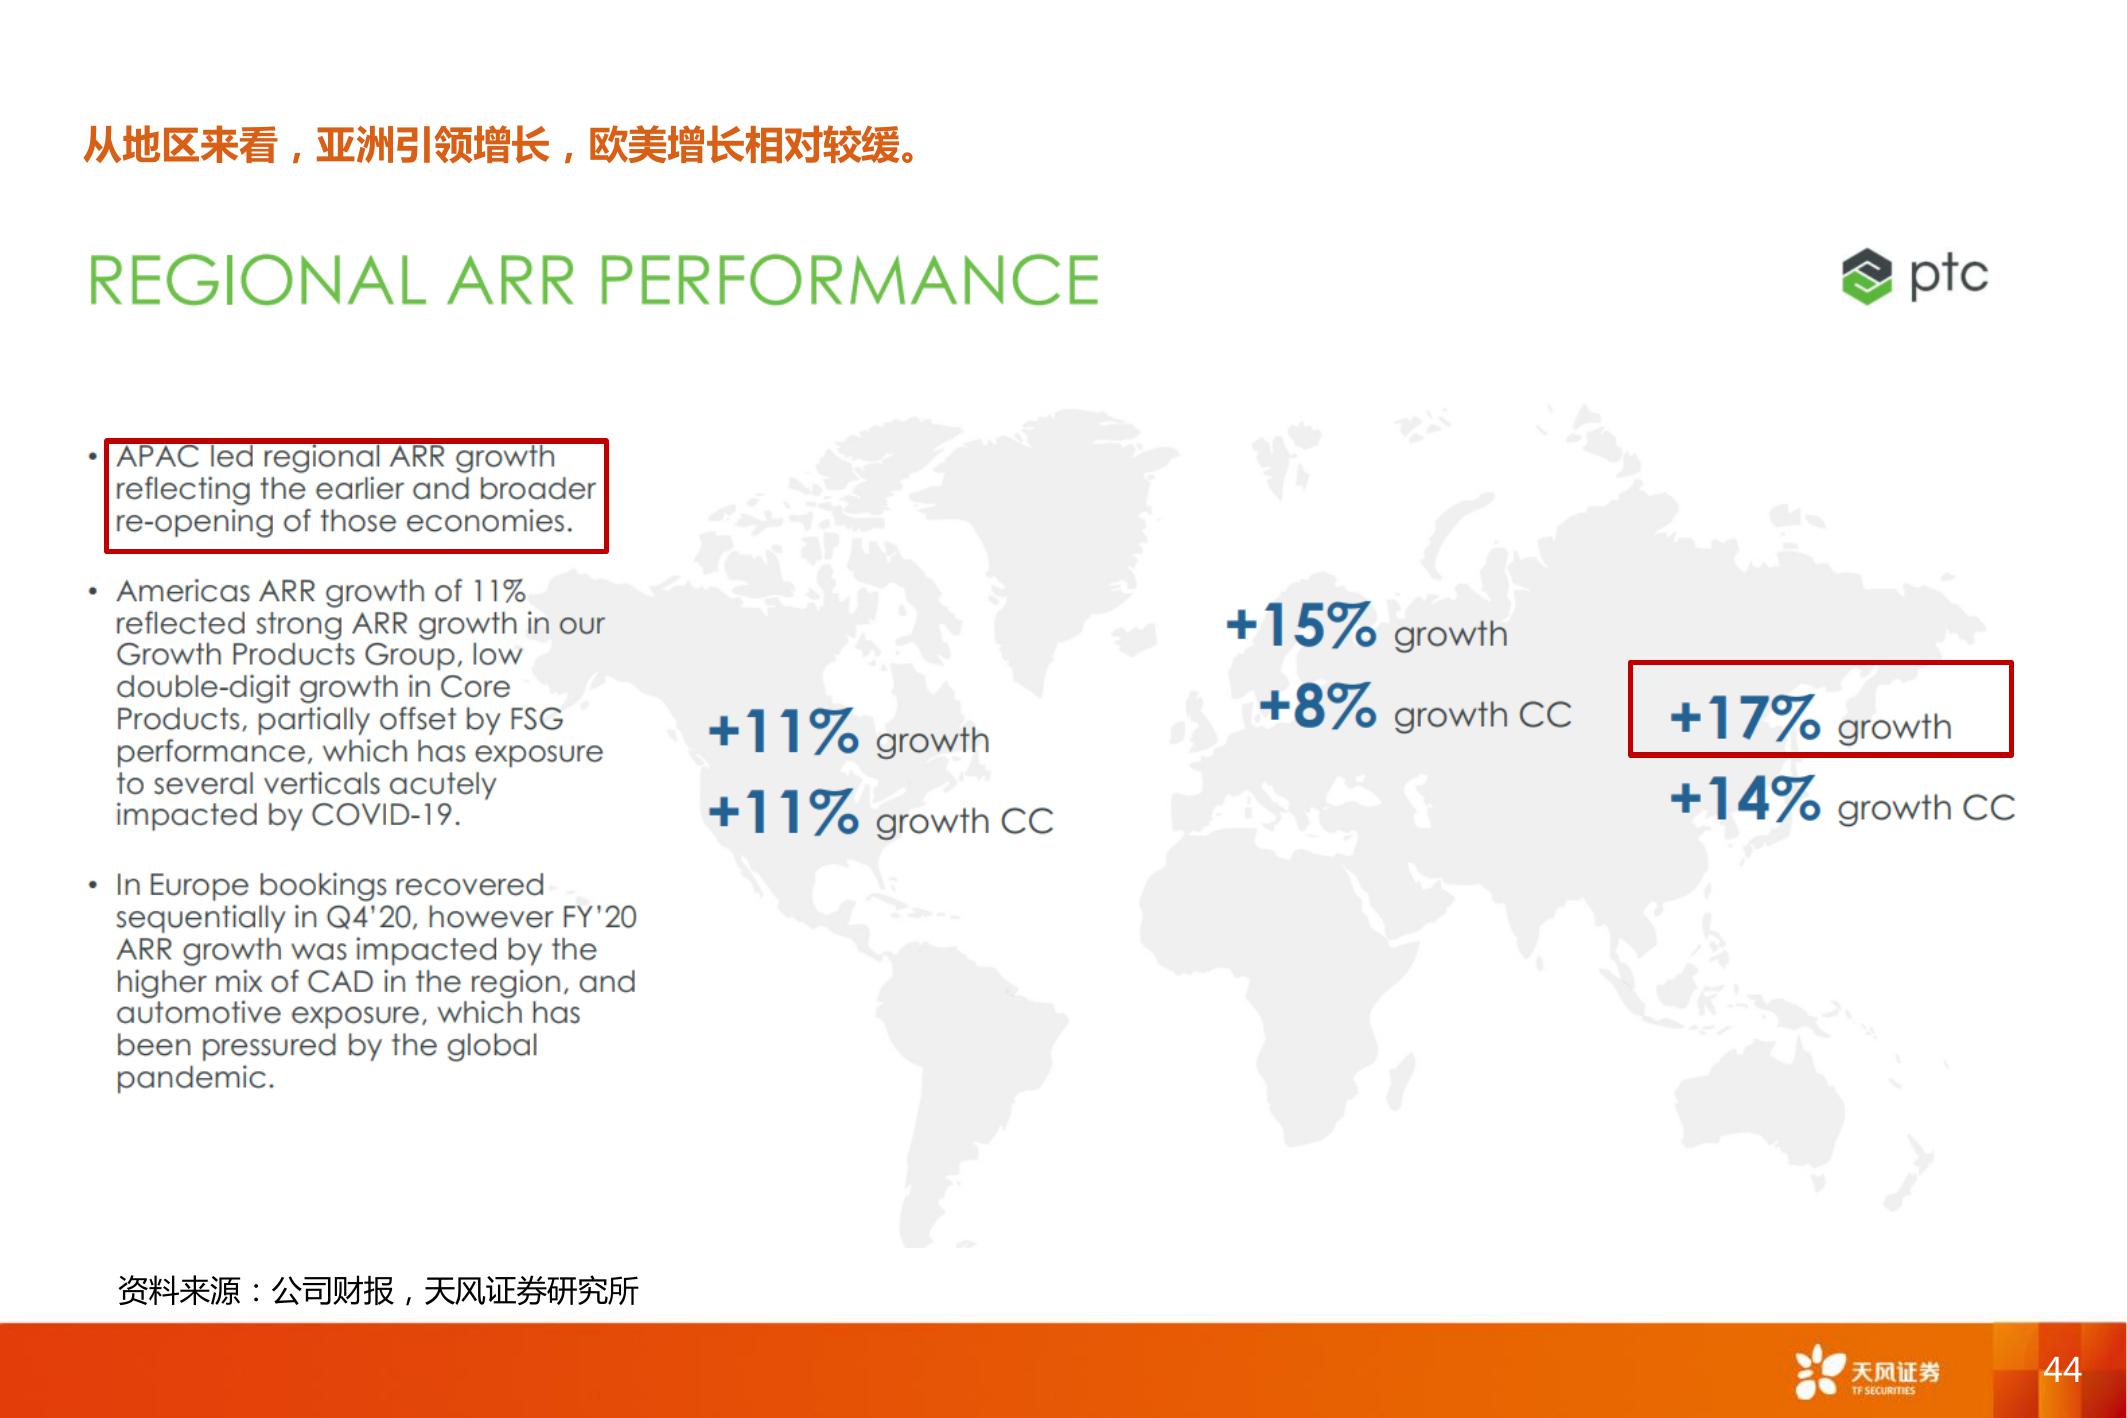 从地区来看，亚洲引领增长，欧美增长相对较缓。
REGIONAL ARR PERFORMANCE
ptc
• APAC led regional ARR growth
reflecting the earlier and broader
re-opening of those economies.
• Americas ARR growth of 11%
reflected strong ARR growth in our
Growth Products Group, low
double-digit growth in Core
Products, partially offset by FSG
performance, which has exposure
to several verticals acutely
impacted by COVID-19.
• In Europe bookings recovered
sequentially in Q4'20, however FY'20
ARR growth was impacted by the
higher mix of CAD in the region, and
automotive exposure, which has
been pressured by the global
pandemic.
+11% growth
+11% growth CC
+15% growth
+8% growth CC
+17% growth
+14% growth CC
资料来源：公司财报，天风证券研究所
天风证券
TF SECURITIES
44